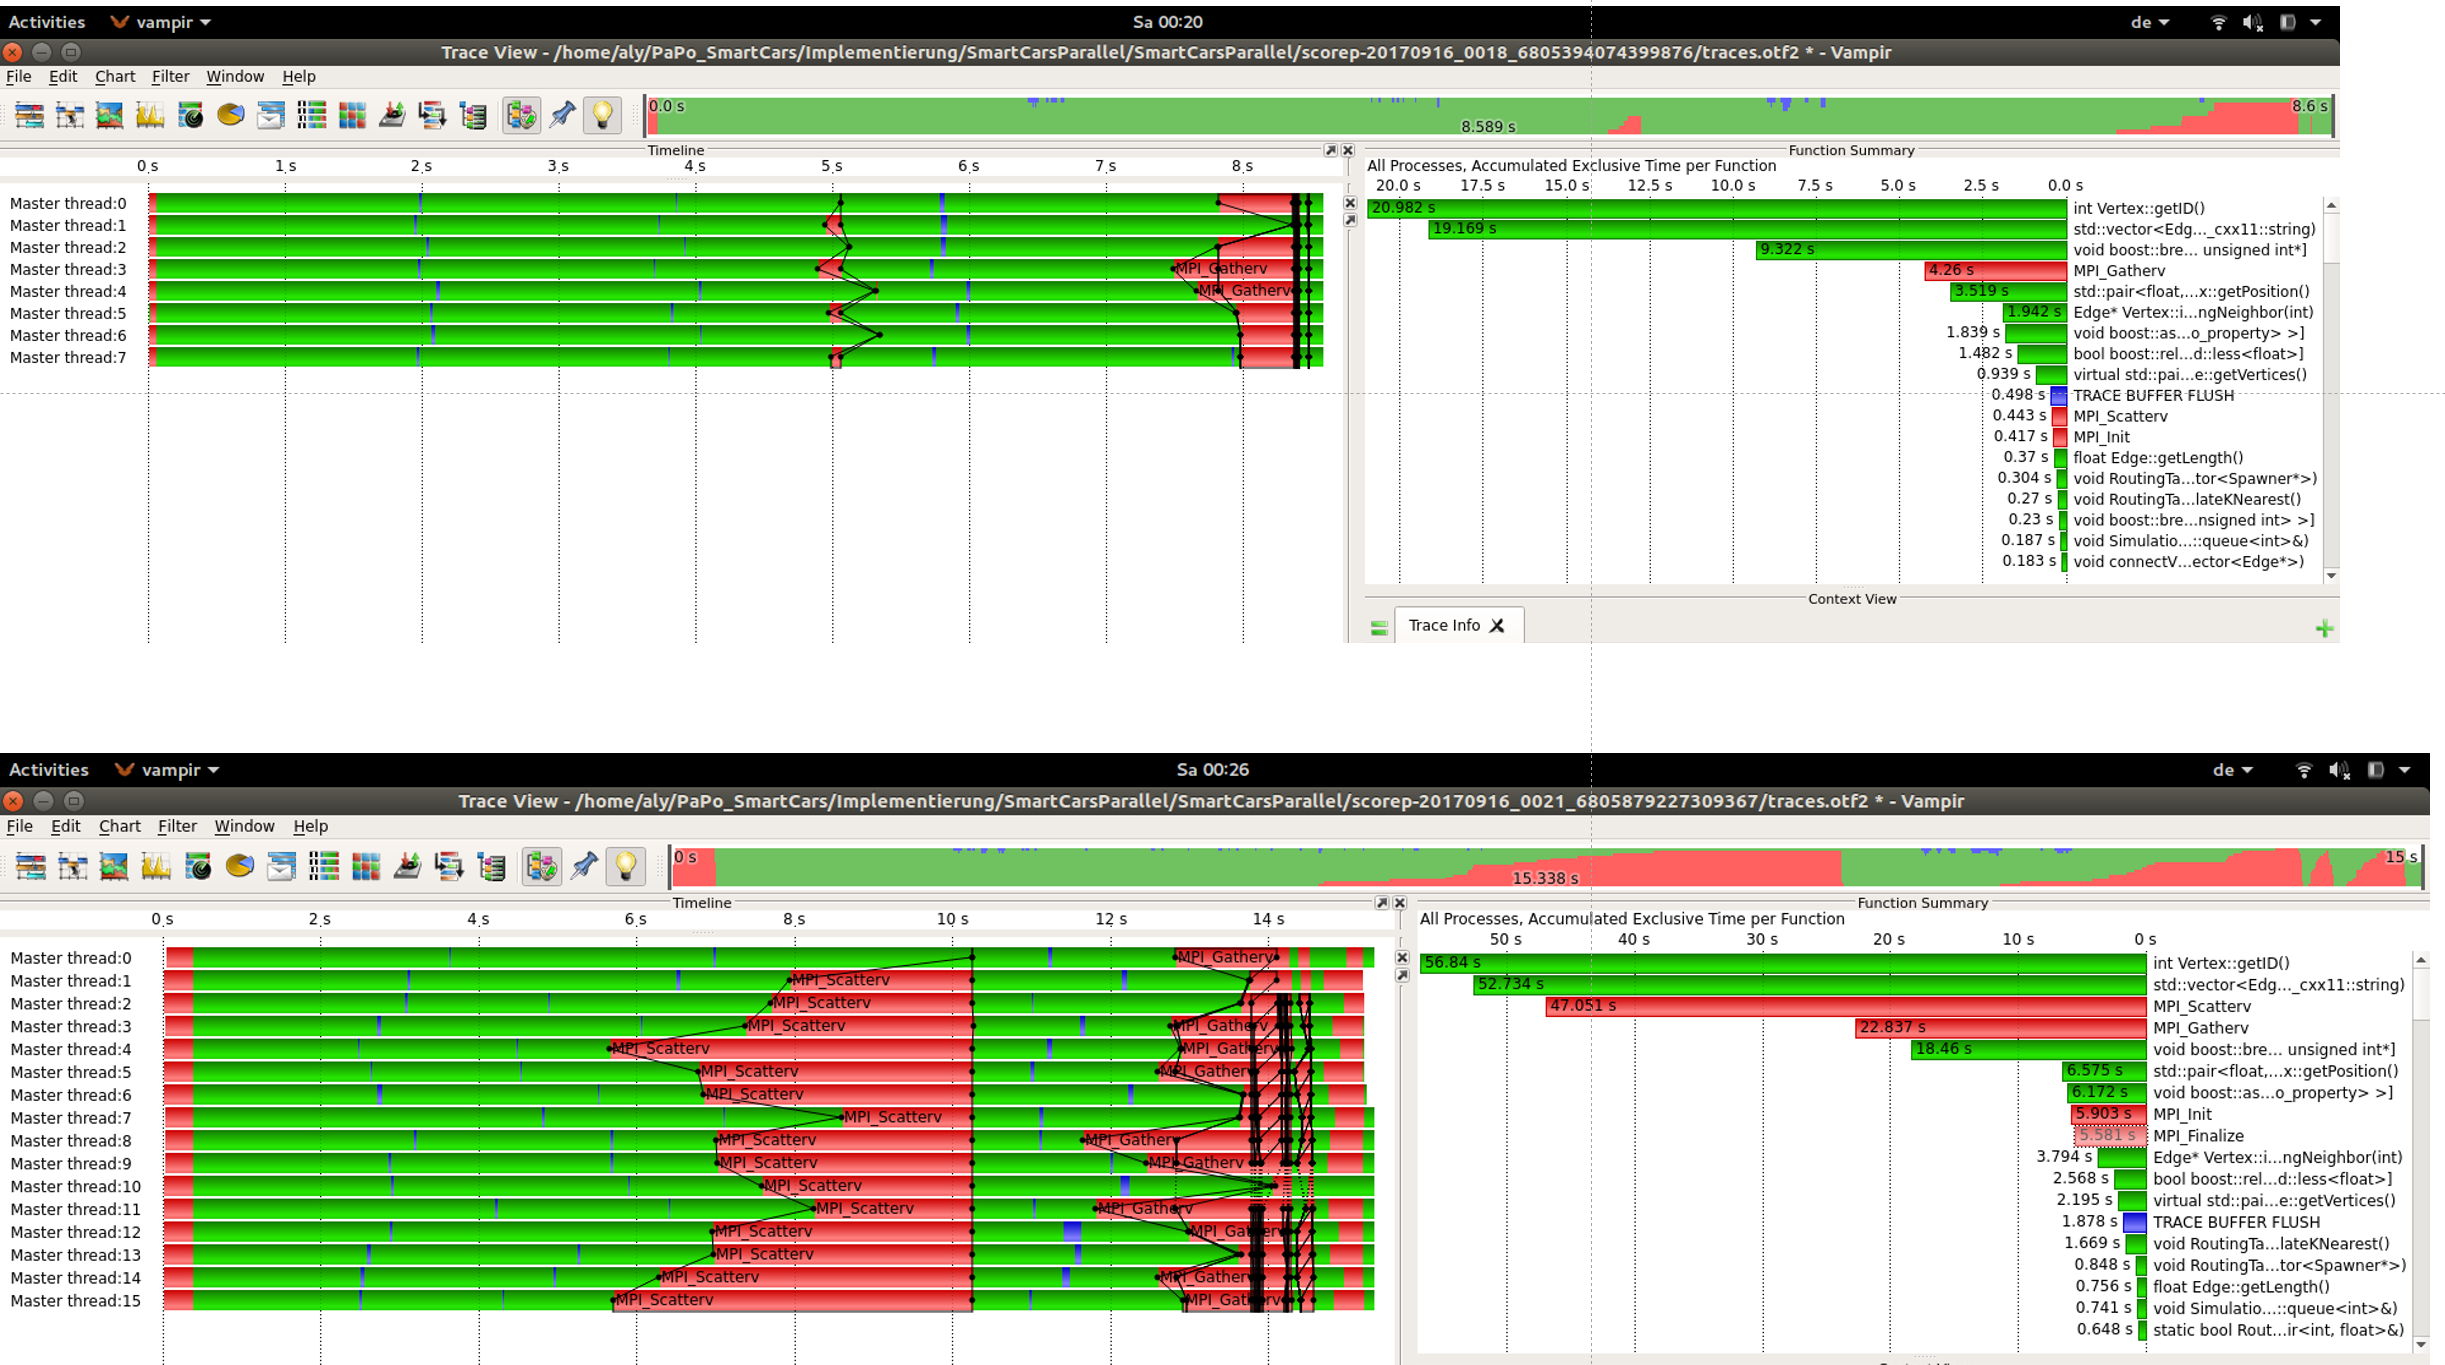 Activities vampir Sa 00:20 de
Trace View - /home/aly/PaPo_SmartCars/Implementierung/SmartCarsParallel/SmartCarsParallel/scorep-20170916_0018_6805394074399876/traces.otf2 * - Vampir
File Edit Chart Filter Window Help
0.0 s 8.589 s 8.6 s
Timeline
0 s 1 s 2 s 3 s 4 s 5 s 6 s 7 s 8 s
Master thread:0
Master thread:1
Master thread:2
Master thread:3 MPI_Gatherv
Master thread:4 MPI_Gatherv
Master thread:5
Master thread:6
Master thread:7
Function Summary
All Processes, Accumulated Exclusive Time per Function
20.0 s 17.5 s 15.0 s 12.5 s 10.0 s 7.5 s 5.0 s 2.5 s 0.0 s
20.982 s int Vertex::getID()
19.169 s std::vector<Edg..._cxx11::string)
9.322 s void boost::bre... unsigned int*]
4.26 s MPI_Gatherv
3.519 s std::pair<float,...x::getPosition()
1.942 s Edge* Vertex::i...ngNeighbor(int)
1.839 s void boost::as...o_property> >]
1.482 s bool boost::rel...d::less<float>]
0.939 s virtual std::pai...e::getVertices()
0.498 s TRACE BUFFER FLUSH
0.443 s MPI_Scatterv
0.417 s MPI_Init
0.37 s float Edge::getLength()
0.304 s void RoutingTa...tor<Spawner*>)
0.27 s void RoutingTa...lateKNearest()
0.23 s void boost::bre...nsigned int> >]
0.187 s void Simulatio...::queue<int>&)
0.183 s void connectV...ector<Edge*>)
Context View
Trace Info
Activities vampir Sa 00:26 de
Trace View - /home/aly/PaPo_SmartCars/Implementierung/SmartCarsParallel/SmartCarsParallel/scorep-20170916_0021_6805879227309367/traces.otf2 * - Vampir
File Edit Chart Filter Window Help
0 s 15.338 s 15 s
Timeline
0 s 2 s 4 s 6 s 8 s 10 s 12 s 14 s
Master thread:0 MPI_Gatherv
Master thread:1 MPI_Scatterv
Master thread:2 MPI_Scatterv
Master thread:3 MPI_Scatterv MPI_Gatherv
Master thread:4 MPI_Scatterv MPI_Gatherv
Master thread:5 MPI_Scatterv MPI_Gatherv
Master thread:6 MPI_Scatterv
Master thread:7 MPI_Scatterv
Master thread:8 MPI_Scatterv MPI_Gatherv
Master thread:9 MPI_Scatterv MPI_Gatherv
Master thread:10 MPI_Scatterv
Master thread:11 MPI_Scatterv MPI_Gatherv
Master thread:12 MPI_Scatterv MPI_Gatherv
Master thread:13 MPI_Scatterv
Master thread:14 MPI_Scatterv MPI_Gatherv
Master thread:15 MPI_Scatterv MPI_Gatherv
Function Summary
All Processes, Accumulated Exclusive Time per Function
50 s 40 s 30 s 20 s 10 s 0 s
56.84 s int Vertex::getID()
52.734 s std::vector<Edg..._cxx11::string)
47.051 s MPI_Scatterv
22.837 s MPI_Gatherv
18.46 s void boost::bre... unsigned int*]
6.575 s std::pair<float,...x::getPosition()
6.172 s void boost::as...o_property> >]
5.903 s MPI_Init
5.581 s MPI_Finalize
3.794 s Edge* Vertex::i...ngNeighbor(int)
2.568 s bool boost::rel...d::less<float>]
2.195 s virtual std::pai...e::getVertices()
1.878 s TRACE BUFFER FLUSH
1.669 s void RoutingTa...lateKNearest()
0.848 s void RoutingTa...tor<Spawner*>)
0.756 s float Edge::getLength()
0.741 s void Simulatio...::queue<int>&)
0.648 s static bool Rout...ir<int, float>&)